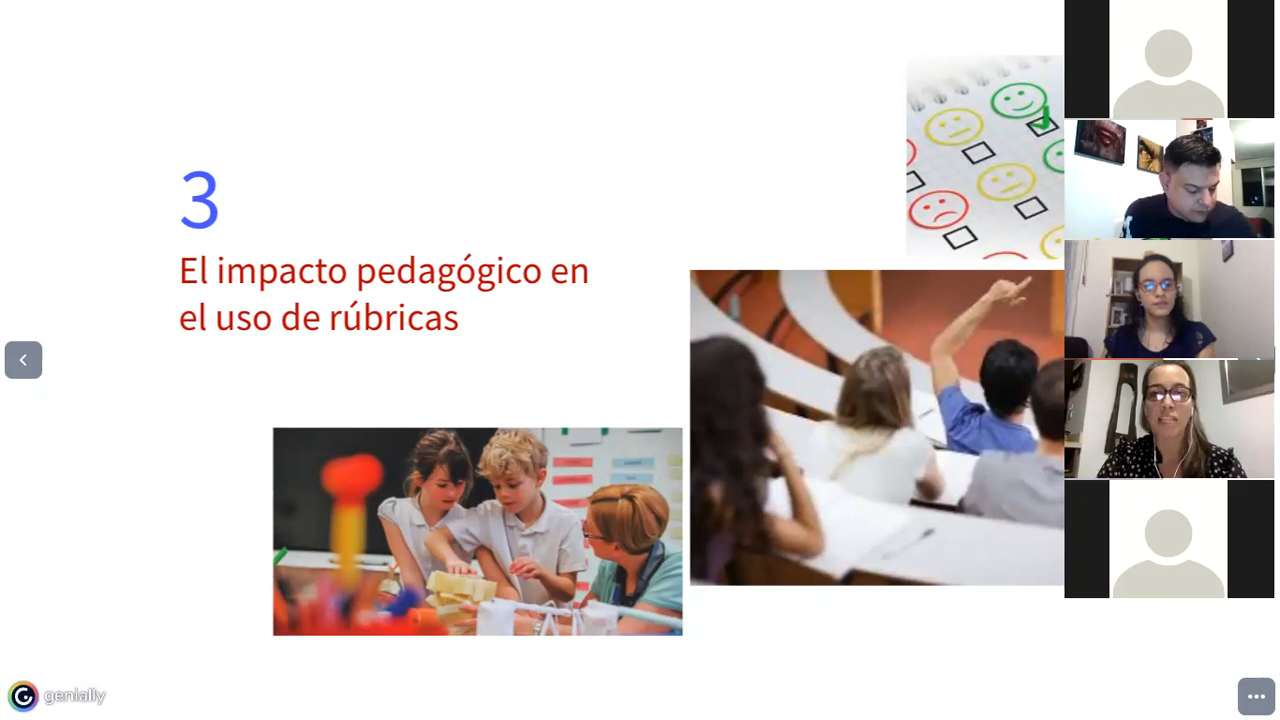 3
El impacto pedagógico en
el uso de rúbricas
genially